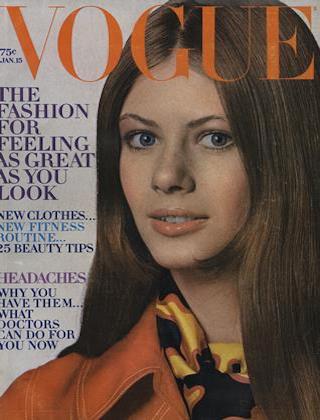 VOGUE
75¢
JAN.15
THE
FASHION
FOR
FEELING
AS GREAT
AS YOU
LOOK
NEW CLOTHES...
NEW FITNESS
ROUTINE...
25 BEAUTY TIPS
HEADACHES
WHY YOU
HAVE THEM...
WHAT
DOCTORS
CAN DO FOR
YOU NOW